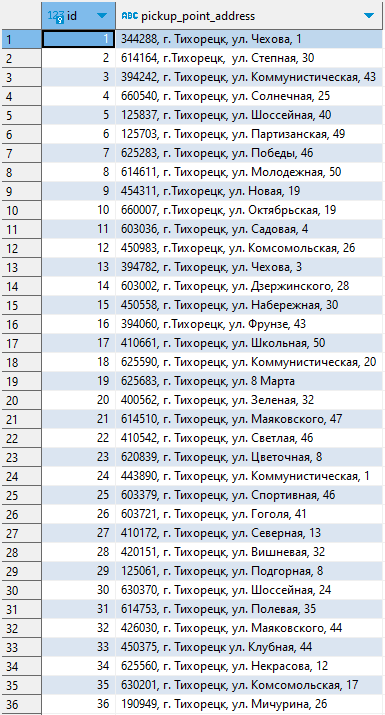 123 id ABC pickup_point_address
1 1 344288, г. Тихорецк, ул. Чехова, 1
2 2 614164, г.Тихорецк,  ул. Степная, 30
3 3 394242, г. Тихорецк, ул. Коммунистическая, 43
4 4 660540, г. Тихорецк, ул. Солнечная, 25
5 5 125837, г. Тихорецк, ул. Шоссейная, 40
6 6 125703, г. Тихорецк, ул. Партизанская, 49
7 7 625283, г. Тихорецк, ул. Победы, 46
8 8 614611, г. Тихорецк, ул. Молодежная, 50
9 9 454311, г.Тихорецк, ул. Новая, 19
10 10 660007, г.Тихорецк, ул. Октябрьская, 19
11 11 603036, г. Тихорецк, ул. Садовая, 4
12 12 450983, г.Тихорецк, ул. Комсомольская, 26
13 13 394782, г. Тихорецк, ул. Чехова, 3
14 14 603002, г. Тихорецк, ул. Дзержинского, 28
15 15 450558, г. Тихорецк, ул. Набережная, 30
16 16 394060, г.Тихорецк, ул. Фрунзе, 43
17 17 410661, г. Тихорецк, ул. Школьная, 50
18 18 625590, г. Тихорецк, ул. Коммунистическая, 20
19 19 625683, г. Тихорецк, ул. 8 Марта
20 20 400562, г. Тихорецк, ул. Зеленая, 32
21 21 614510, г. Тихорецк, ул. Маяковского, 47
22 22 410542, г. Тихорецк, ул. Светлая, 46
23 23 620839, г. Тихорецк, ул. Цветочная, 8
24 24 443890, г. Тихорецк, ул. Коммунистическая, 1
25 25 603379, г. Тихорецк, ул. Спортивная, 46
26 26 603721, г. Тихорецк, ул. Гоголя, 41
27 27 410172, г. Тихорецк, ул. Северная, 13
28 28 420151, г. Тихорецк, ул. Вишневая, 32
29 29 125061, г. Тихорецк, ул. Подгорная, 8
30 30 630370, г. Тихорецк, ул. Шоссейная, 24
31 31 614753, г. Тихорецк, ул. Полевая, 35
32 32 426030, г. Тихорецк, ул. Маяковского, 44
33 33 450375, г. Тихорецк ул. Клубная, 44
34 34 625560, г. Тихорецк, ул. Некрасова, 12
35 35 630201, г. Тихорецк, ул. Комсомольская, 17
36 36 190949, г. Тихорецк, ул. Мичурина, 26